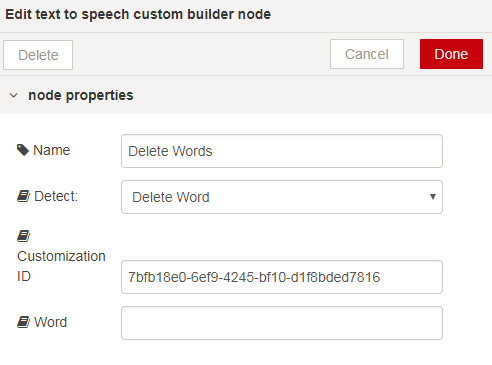 Edit text to speech custom builder node
Delete
Cancel
Done
node properties
Name
Delete Words
Detect:
Delete Word
Customization
ID
7bfb18e0-6ef9-4245-bf10-d1f8bded7816
Word